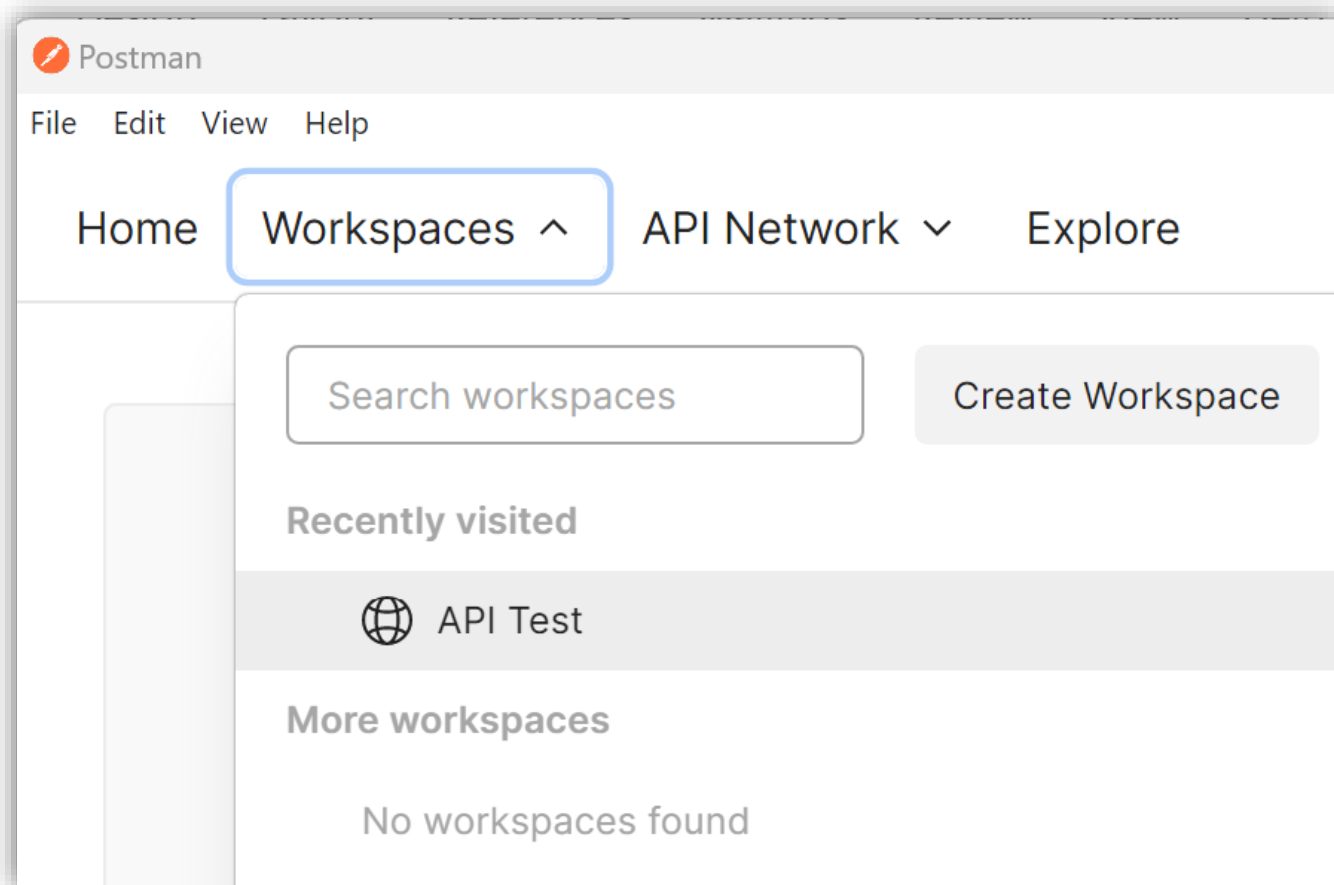 Postman
File Edit View Help
Home Workspaces API Network Explore
Search workspaces Create Workspace
Recently visited
API Test
More workspaces
No workspaces found